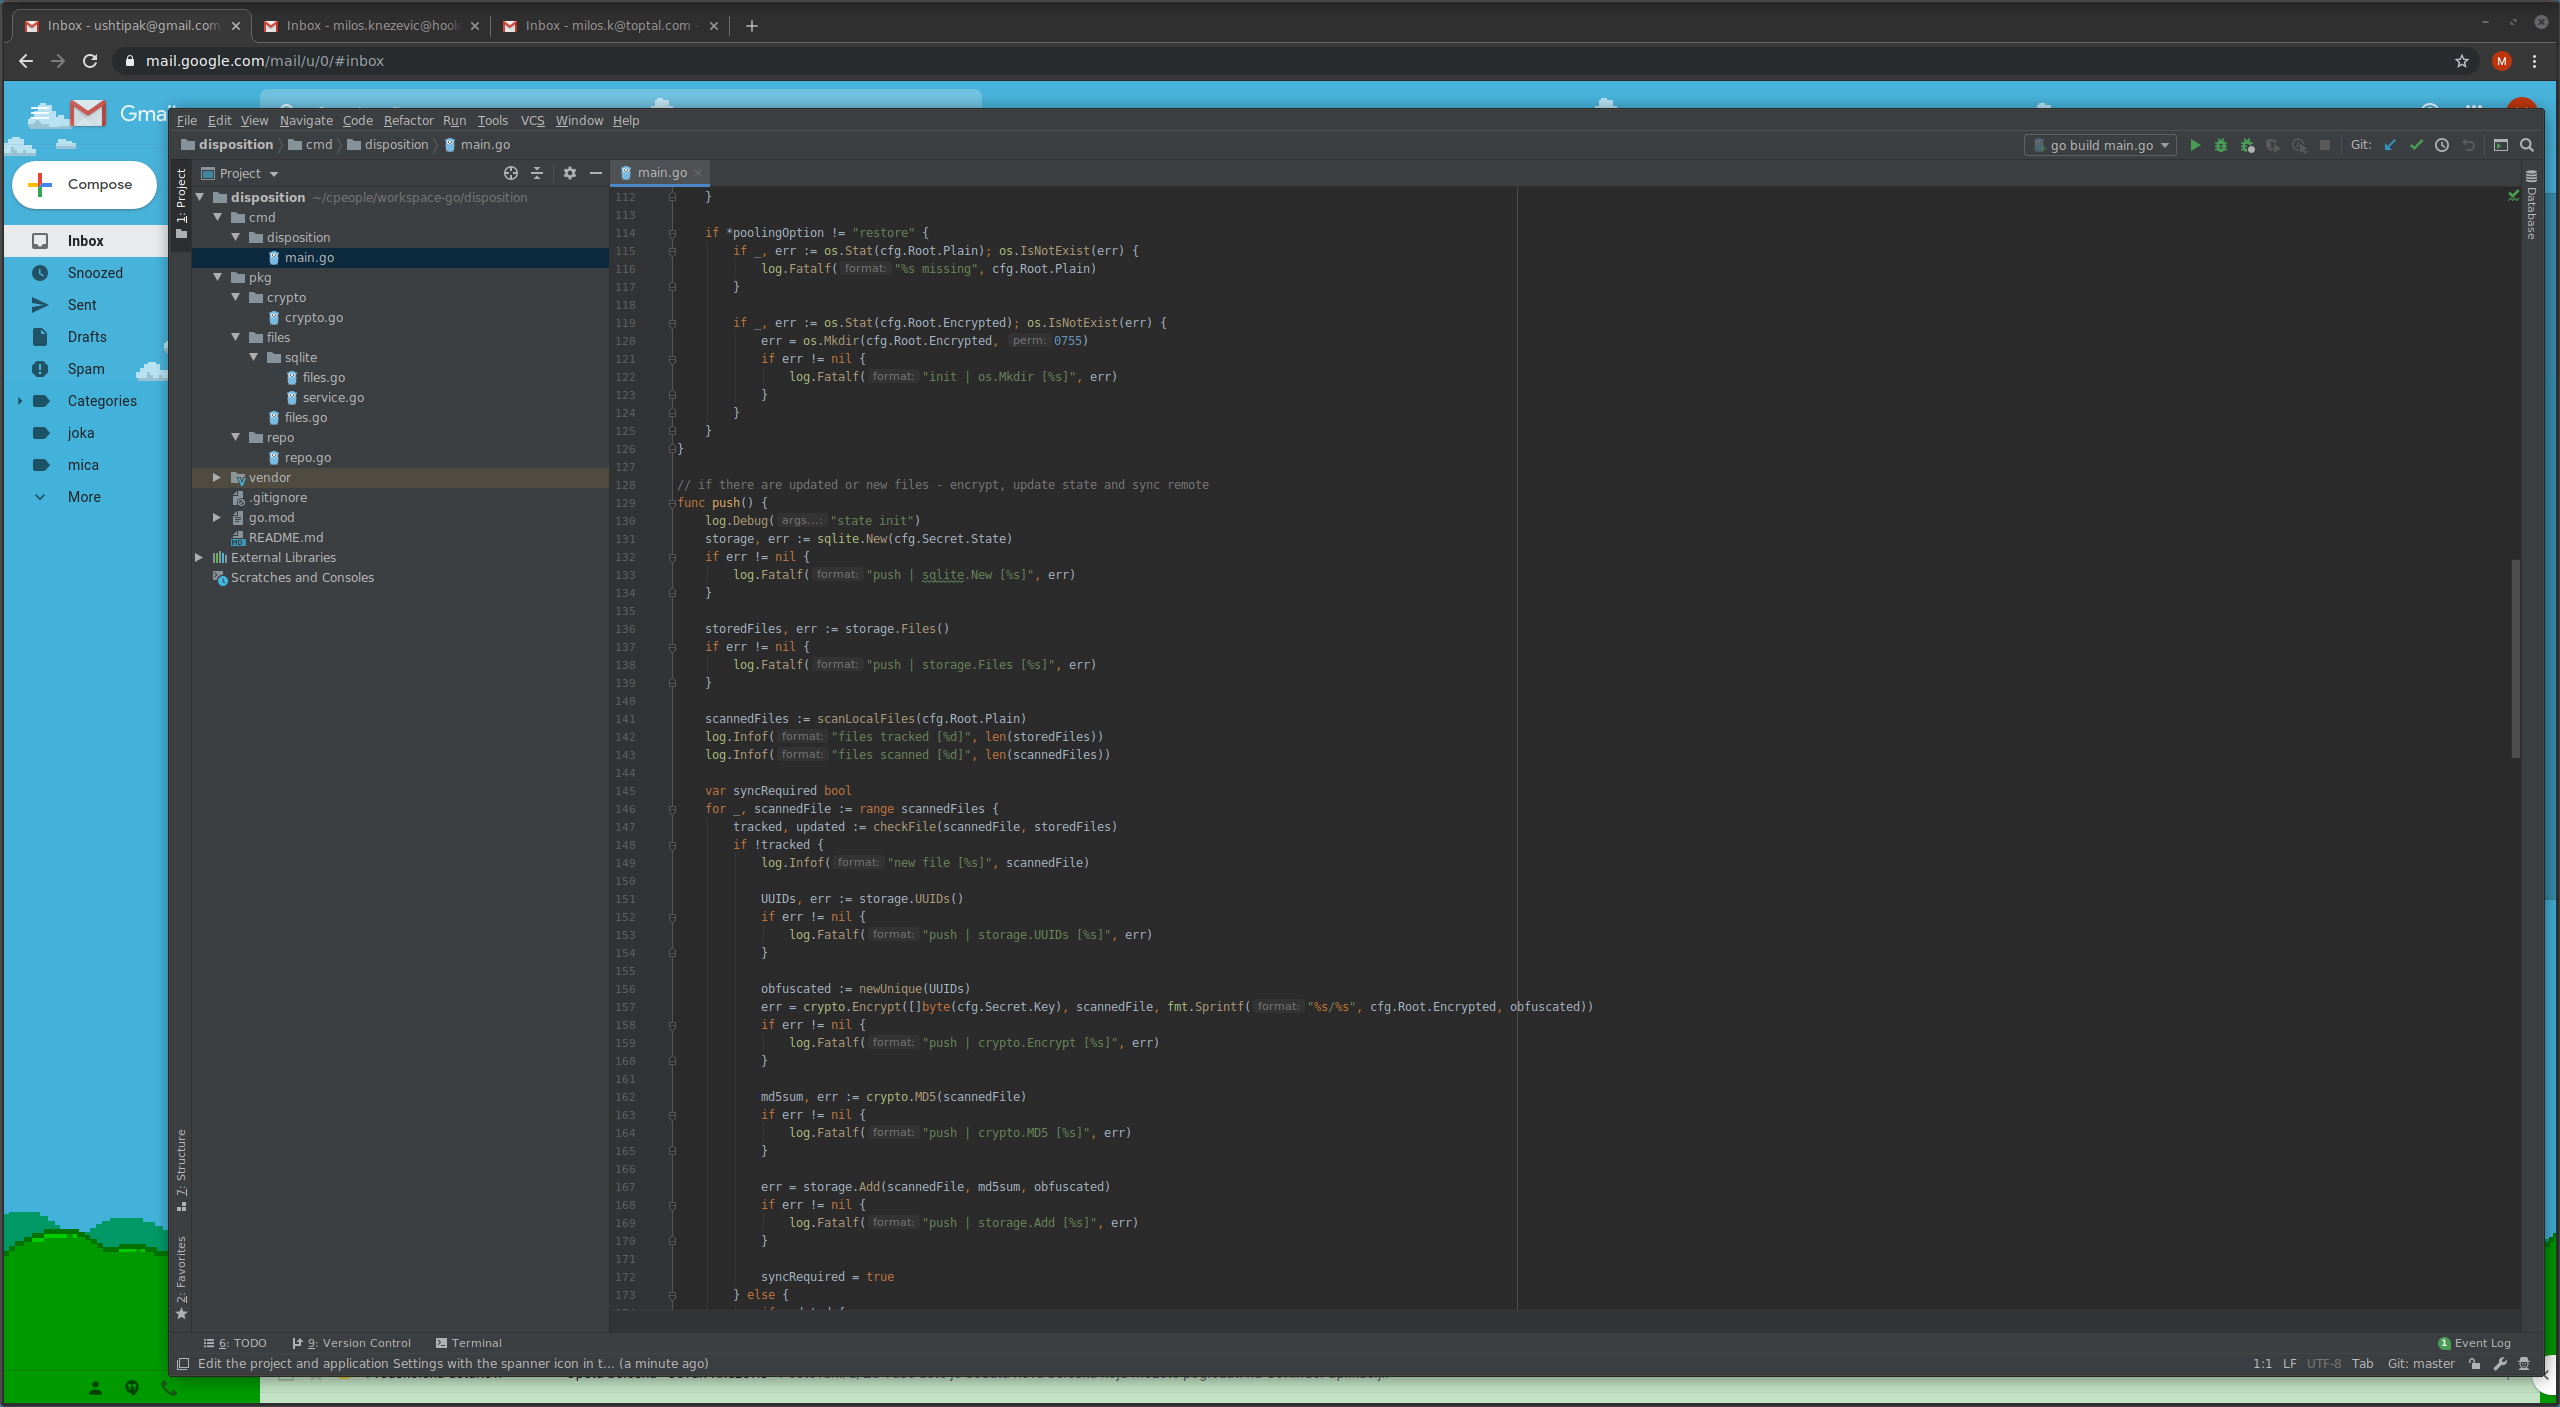 Inbox - ushtipak@gmail.com
Inbox - milos.knezevic@hool
Inbox - milos.k@toptal.com -
mail.google.com/mail/u/0/#inbox
M
Gmai
Compose
Inbox
Snoozed
Sent
Drafts
Spam
Categories
joka
mica
More
File Edit View Navigate Code Refactor Run Tools VCS Window Help
disposition cmd disposition main.go
go build main.go
Git:
1: Project
Project
main.go
Database
disposition ~/cpeople/workspace-go/disposition
cmd
disposition
main.go
pkg
crypto
crypto.go
files
sqlite
files.go
service.go
files.go
repo
repo.go
vendor
.gitignore
go.mod
README.md
External Libraries
Scratches and Consoles
7: Structure
2: Favorites
112 }
113
114 if *poolingOption != "restore" {
115 if _, err := os.Stat(cfg.Root.Plain); os.IsNotExist(err) {
116 log.Fatalf( format: "%s missing", cfg.Root.Plain)
117 }
118
119 if _, err := os.Stat(cfg.Root.Encrypted); os.IsNotExist(err) {
120 err = os.Mkdir(cfg.Root.Encrypted, perm: 0755)
121 if err != nil {
122 log.Fatalf( format: "init | os.Mkdir [%s]", err)
123 }
124 }
125 }
126 }
127
128 // if there are updated or new files - encrypt, update state and sync remote
129 func push() {
130 log.Debug( args...: "state init")
131 storage, err := sqlite.New(cfg.Secret.State)
132 if err != nil {
133 log.Fatalf( format: "push | sqlite.New [%s]", err)
134 }
135
136 storedFiles, err := storage.Files()
137 if err != nil {
138 log.Fatalf( format: "push | storage.Files [%s]", err)
139 }
140
141 scannedFiles := scanLocalFiles(cfg.Root.Plain)
142 log.Infof( format: "files tracked [%d]", len(storedFiles))
143 log.Infof( format: "files scanned [%d]", len(scannedFiles))
144
145 var syncRequired bool
146 for _, scannedFile := range scannedFiles {
147 tracked, updated := checkFile(scannedFile, storedFiles)
148 if !tracked {
149 log.Infof( format: "new file [%s]", scannedFile)
150
151 UUIDs, err := storage.UUIDs()
152 if err != nil {
153 log.Fatalf( format: "push | storage.UUIDs [%s]", err)
154 }
155
156 obfuscated := newUnique(UUIDs)
157 err = crypto.Encrypt([]byte(cfg.Secret.Key), scannedFile, fmt.Sprintf( format: "%s/%s", cfg.Root.Encrypted, obfuscated))
158 if err != nil {
159 log.Fatalf( format: "push | crypto.Encrypt [%s]", err)
160 }
161
162 md5sum, err := crypto.MD5(scannedFile)
163 if err != nil {
164 log.Fatalf( format: "push | crypto.MD5 [%s]", err)
165 }
166
167 err = storage.Add(scannedFile, md5sum, obfuscated)
168 if err != nil {
169 log.Fatalf( format: "push | storage.Add [%s]", err)
170 }
171
172 syncRequired = true
173 } else {
6: TODO 9: Version Control Terminal
1 Event Log
Edit the project and application Settings with the spanner icon in t... (a minute ago)
1:1 LF UTF-8 Tab Git: master